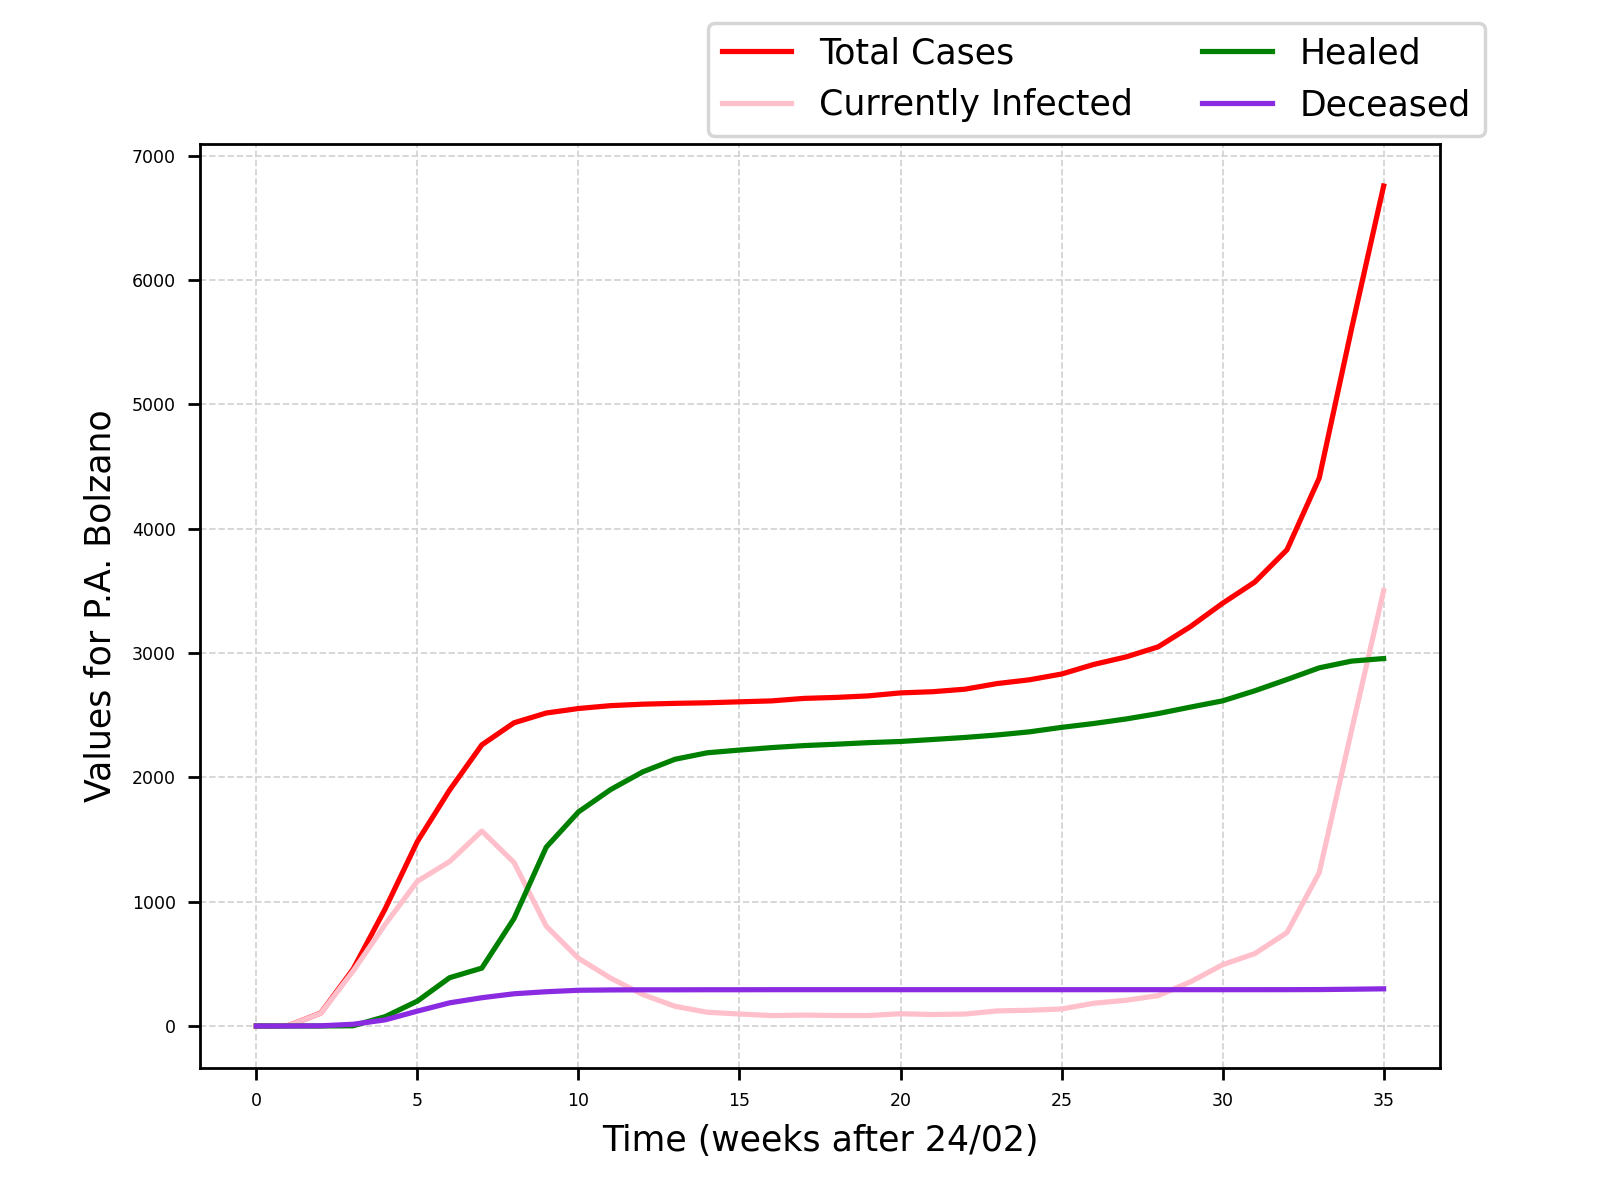 Total Cases
Currently Infected
Healed
Deceased
Values for P.A. Bolzano
7000
6000
5000
4000
3000
2000
1000
0
0 5 10 15 20 25 30 35
Time (weeks after 24/02)